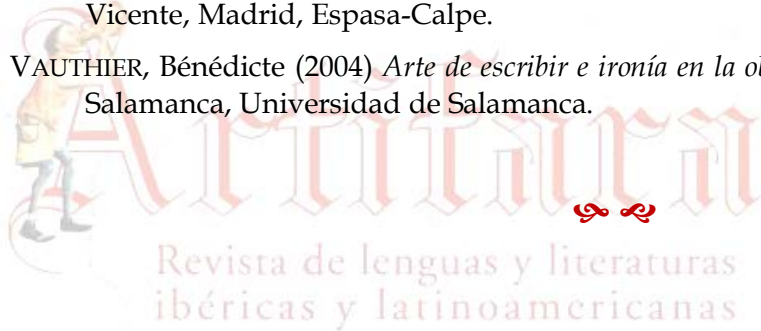 Vicente, Madrid, Espasa-Calpe.
VAUTHIER, Bénédicte (2004) Arte de escribir e ironía en la
Salamanca, Universidad de Salamanca.
Artifara
Revista de lenguas y literaturas
ibéricas y latinoamericanas